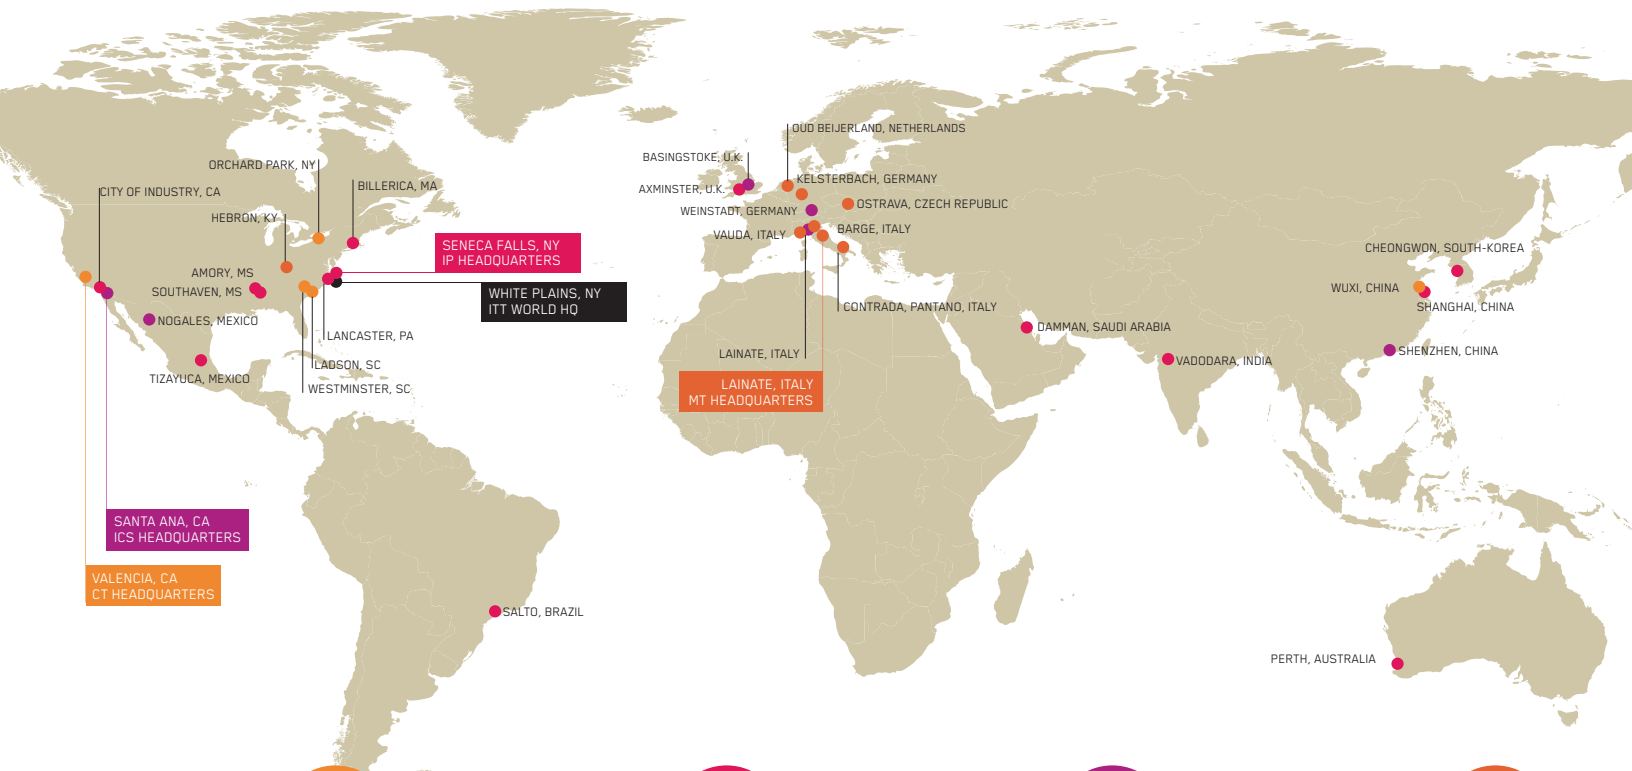 OUD BEIJERLAND, NETHERLANDS
BASINGSTOKE, U.K.
ORCHARD PARK, NY
KELSTERBACH, GERMANY
CITY OF INDUSTRY, CA
BILLERICA, MA
AXMINSTER, U.K.
OSTRAVA, CZECH REPUBLIC
WEINSTADT, GERMANY
HEBRON, KY
BARGE, ITALY
VAUDA, ITALY
SENECA FALLS, NY
IP HEADQUARTERS
CHEONGWON, SOUTH-KOREA
AMORY, MS
SOUTHAVEN, MS
WHITE PLAINS, NY
ITT WORLD HQ
WUXI, CHINA
SHANGHAI, CHINA
CONTRADA, PANTANO, ITALY
NOGALES, MEXICO
DAMMAN, SAUDI ARABIA
LANCASTER, PA
LAINATE, ITALY
SHENZHEN, CHINA
VADODARA, INDIA
LADSON, SC
TIZAYUCA, MEXICO
WESTMINSTER, SC
LAINATE, ITALY
MT HEADQUARTERS
SANTA ANA, CA
ICS HEADQUARTERS
VALENCIA, CA
CT HEADQUARTERS
SALTO, BRAZIL
PERTH, AUSTRALIA